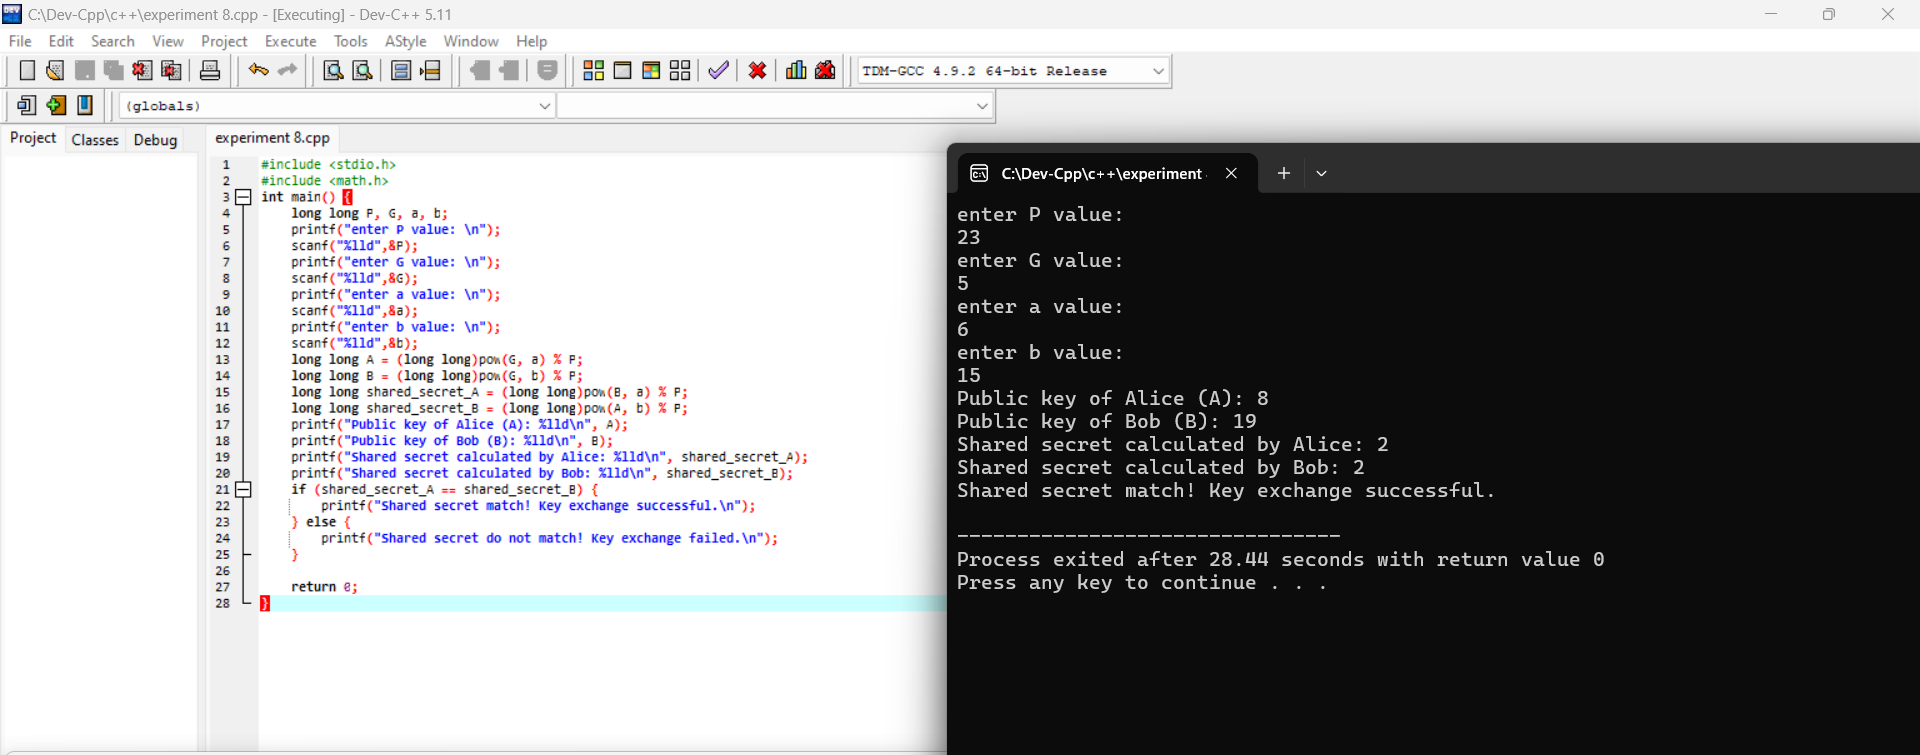 C:\Dev-Cpp\c++\experiment 8.cpp - [Executing] - Dev-C++ 5.11
File Edit Search View Project Execute Tools AStyle Window Help
TDM-GCC 4.9.2 64-bit Release
(globals)
Project Classes Debug
experiment 8.cpp
1 #include <stdio.h>
2 #include <math.h>
3 int main() {
4 long long P, G, a, b;
5 printf("enter P value: \n");
6 scanf("%lld",&P);
7 printf("enter G value: \n");
8 scanf("%lld",&G);
9 printf("enter a value: \n");
10 scanf("%lld",&a);
11 printf("enter b value: \n");
12 scanf("%lld",&b);
13 long long A = (long long)pow(G, a) % P;
14 long long B = (long long)pow(G, b) % P;
15 long long shared_secret_A = (long long)pow(B, a) % P;
16 long long shared_secret_B = (long long)pow(A, b) % P;
17 printf("Public key of Alice (A): %lld\n", A);
18 printf("Public key of Bob (B): %lld\n", B);
19 printf("Shared secret calculated by Alice: %lld\n", shared_secret_A);
20 printf("Shared secret calculated by Bob: %lld\n", shared_secret_B);
21 if (shared_secret_A == shared_secret_B) {
22 printf("Shared secret match! Key exchange successful.\n");
23 } else {
24 printf("Shared secret do not match! Key exchange failed.\n");
25 }
26
27 return 0;
28 }
C:\Dev-Cpp\c++\experiment
enter P value:
23
enter G value:
5
enter a value:
6
enter b value:
15
Public key of Alice (A): 8
Public key of Bob (B): 19
Shared secret calculated by Alice: 2
Shared secret calculated by Bob: 2
Shared secret match! Key exchange successful.
--------------------------------
Process exited after 28.44 seconds with return value 0
Press any key to continue . . .